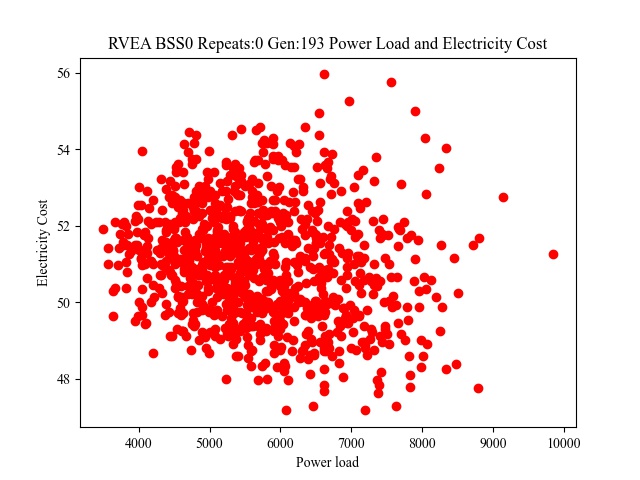 RVEA BSS0 Repeats:0 Gen:193 Power Load and Electricity Cost
56
54
52
50
48
Electricity Cost
4000 5000 6000 7000 8000 9000 10000
Power load